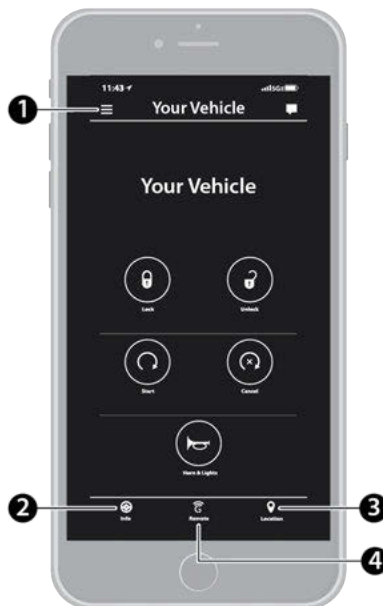 11:43
5GE
1
Your Vehicle
Your Vehicle
Lock
Unlock
Start
Cancel
Horn & Lights
2
Info
Remote
Location
3
4